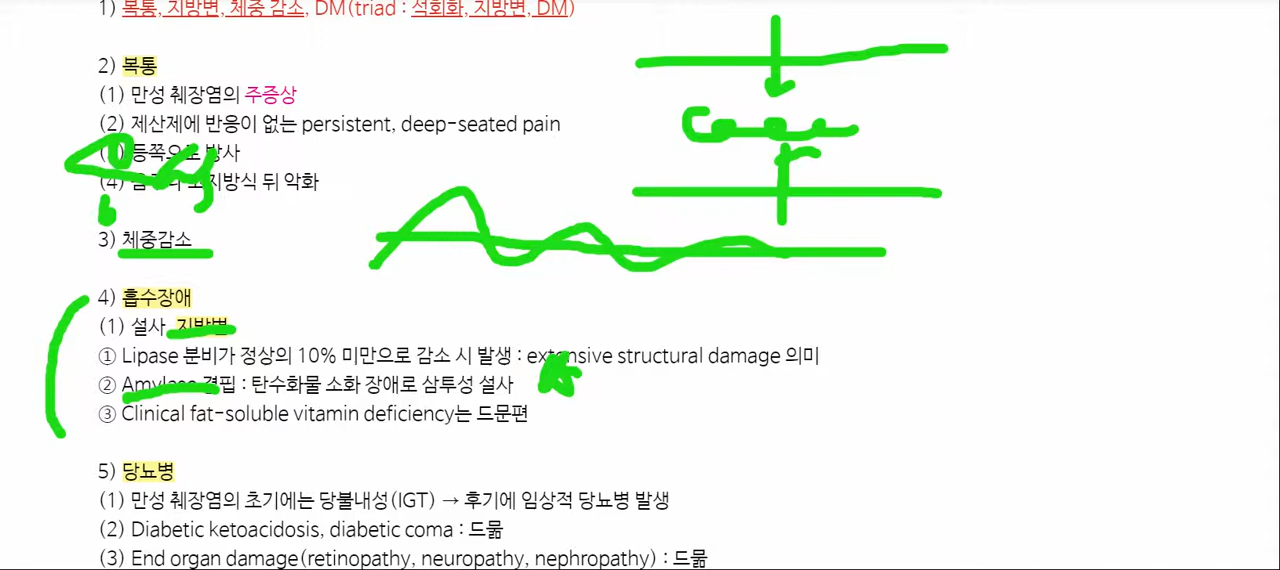 1) 복통, 지방변, 체중 감소, DM(triad : 석회화, 지방변, DM)
2) 복통
(1) 만성 췌장염의 주증상
(2) 제산제에 반응이 없는 persistent, deep-seated pain
등쪽으로 방사
(4) 뒤 악화
3) 체중감소
4) 흡수장애
(1) 설사, 지방변
① Lipase 분비가 정상의 10% 미만으로 감소 시 발생 : extensive structural damage 의미
② Amylase 결핍 : 탄수화물 소화 장애로 삼투성 설사
③ Clinical fat-soluble vitamin deficiency는 드문편
5) 당뇨병
(1) 만성 췌장염의 초기에는 당불내성(IGT) → 후기에 임상적 당뇨병 발생
(2) Diabetic ketoacidosis, diabetic coma : 드묾
(3) End organ damage(retinopathy, neuropathy, nephropathy) : 드묾